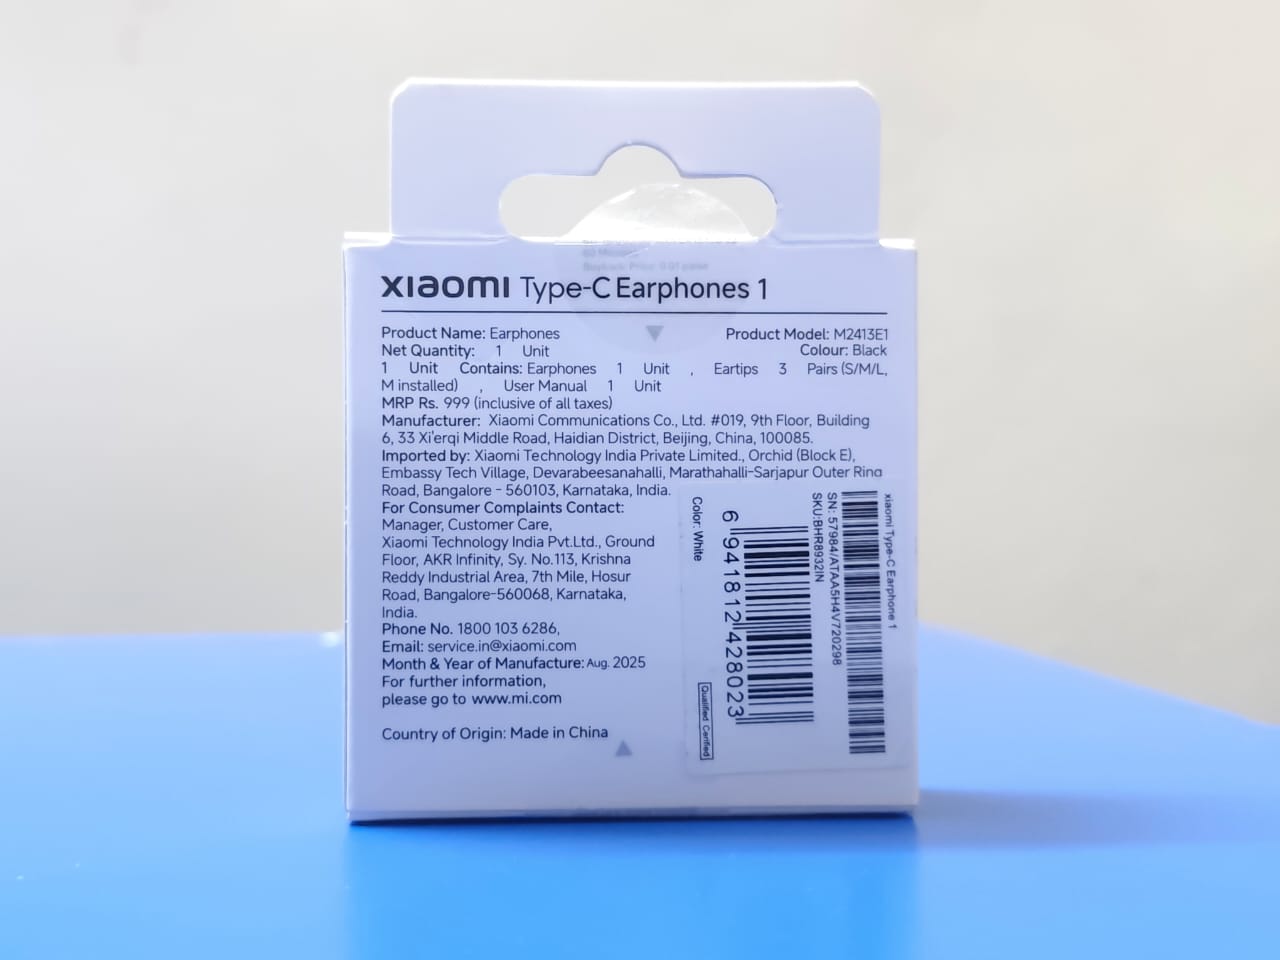 xiaomi Type-C Earphones 1
Product Name: Earphones Product Model: M2413E1
Net Quantity: 1 Unit Colour: Black
1 Unit Contains: Earphones 1 Unit , Eartips 3 Pairs (S/M/L,
M installed) , User Manual 1 Unit
MRP Rs. 999 (inclusive of all taxes)
Manufacturer: Xiaomi Communications Co., Ltd. #019, 9th Floor, Building
6, 33 Xi'erqi Middle Road, Haidian District, Beijing, China, 100085.
Imported by: Xiaomi Technology India Private Limited., Orchid (Block E),
Embassy Tech Village, Devarabeesanahalli, Marathahalli-Sarjapur Outer Ring
Road, Bangalore - 560103, Karnataka, India.
For Consumer Complaints Contact:
Manager, Customer Care,
Xiaomi Technology India Pvt.Ltd., Ground
Floor, AKR Infinity, Sy. No.113, Krishna
Reddy Industrial Area, 7th Mile, Hosur
Road, Bangalore-560068, Karnataka,
India.
Phone No. 1800 103 6286,
Email: service.in@xiaomi.com
Month & Year of Manufacture: Aug. 2025
For further information,
please go to www.mi.com
Country of Origin: Made in China
xiaomi Type-C Earphone 1
SN: 57984/ATAA5H4V720298
SKU:BHR8932IN
6 941812 428023
Color: White
Qualified Cerified